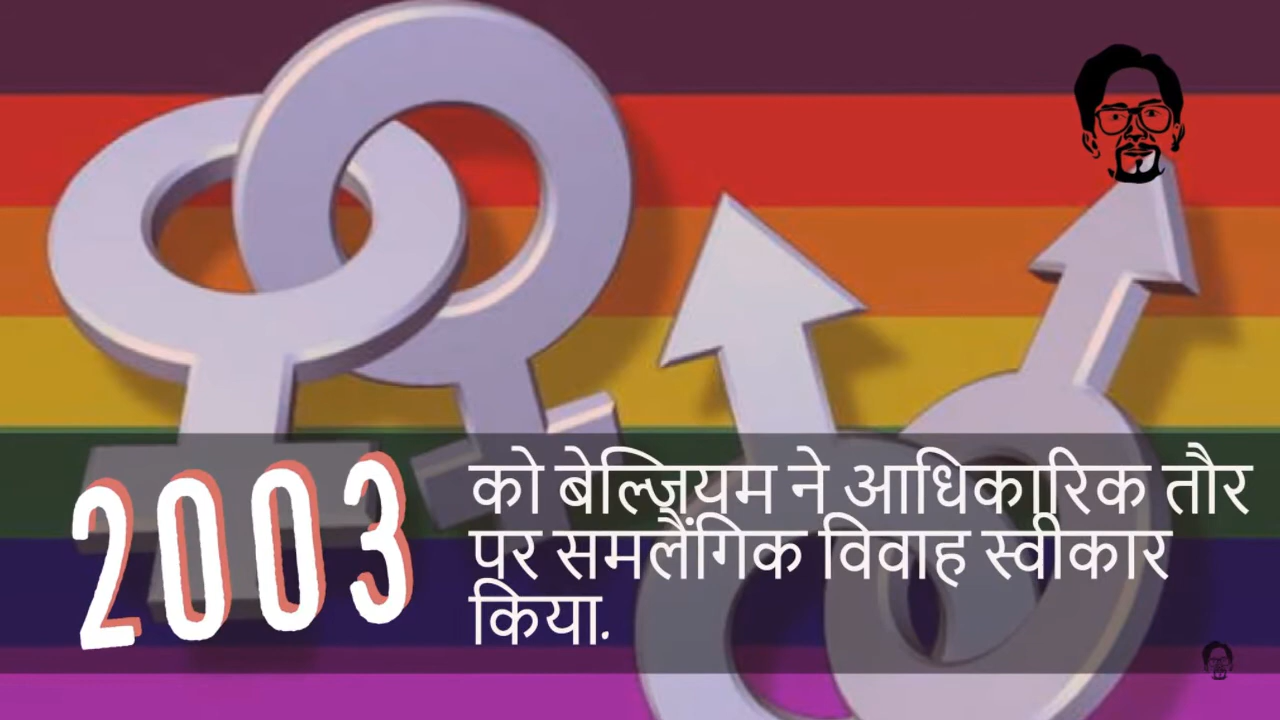 2003
को बेल्जियम ने आधिकारिक तौर
पर समलैंगिक विवाह स्वीकार
किया.